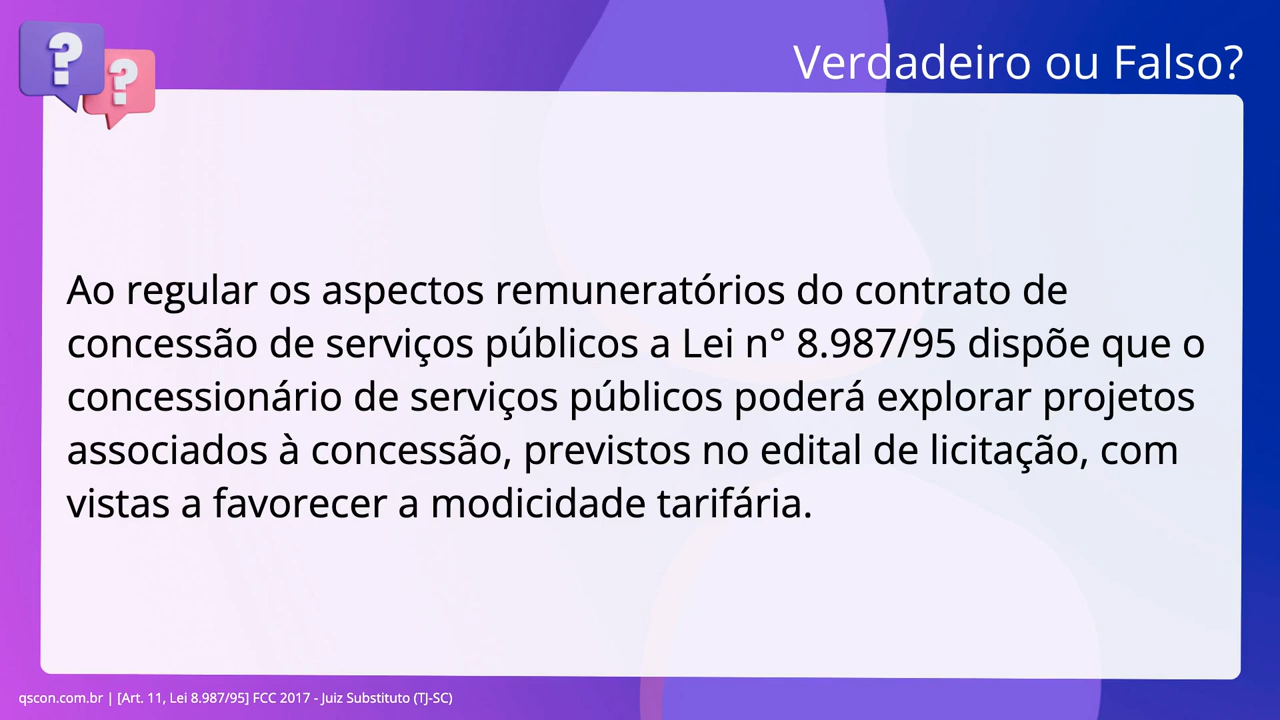 Verdadeiro ou Falso?
Ao regular os aspectos remuneratórios do contrato de
concessão de serviços públicos a Lei n° 8.987/95 dispõe que o
concessionário de serviços públicos poderá explorar projetos
associados à concessão, previstos no edital de licitação, com
vistas a favorecer a modicidade tarifária.
qscon.com.br | [Art. 11, Lei 8.987/95] FCC 2017 - Juiz Substituto (TJ-SC)